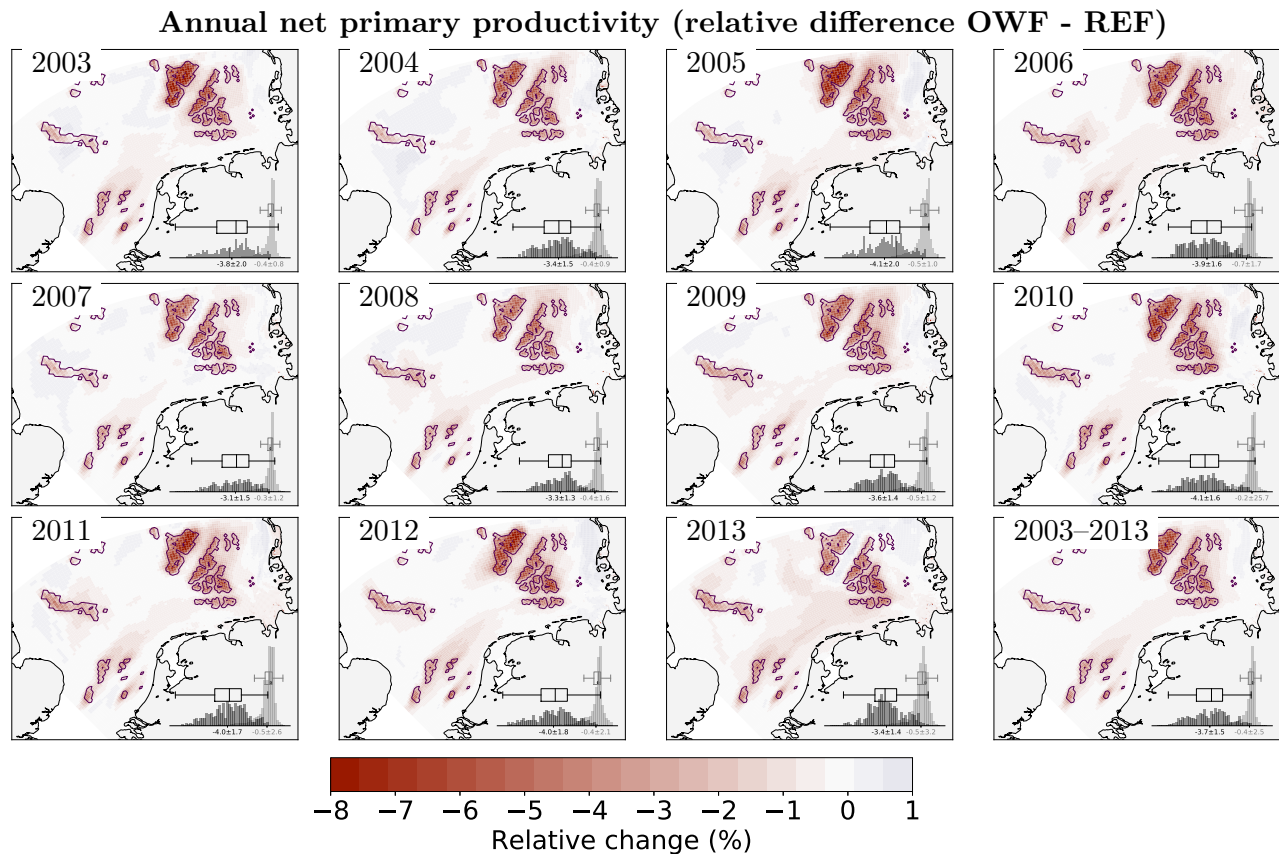 Annual net primary productivity (relative difference OWF - REF)
2003 2004 2005 2006
-3.8±2.0 -0.4±0.8 -3.4±1.5 -0.4±0.9 -4.1±2.0 -0.5±1.0 -3.9±1.6 -0.7±1.7
2007 2008 2009 2010
-3.1±1.5 -0.3±1.2 -3.3±1.3 -0.4±1.6 -3.6±1.4 -0.5±1.2 -4.1±1.6 -0.2±25.7
2011 2012 2013 2003–2013
-4.0±1.7 -0.5±2.6 -4.0±1.8 -0.4±2.1 -3.4±1.4 -0.5±3.2 -3.7±1.5 -0.4±2.5
−8 −7 −6 −5 −4 −3 −2 −1 0 1
Relative change (%)